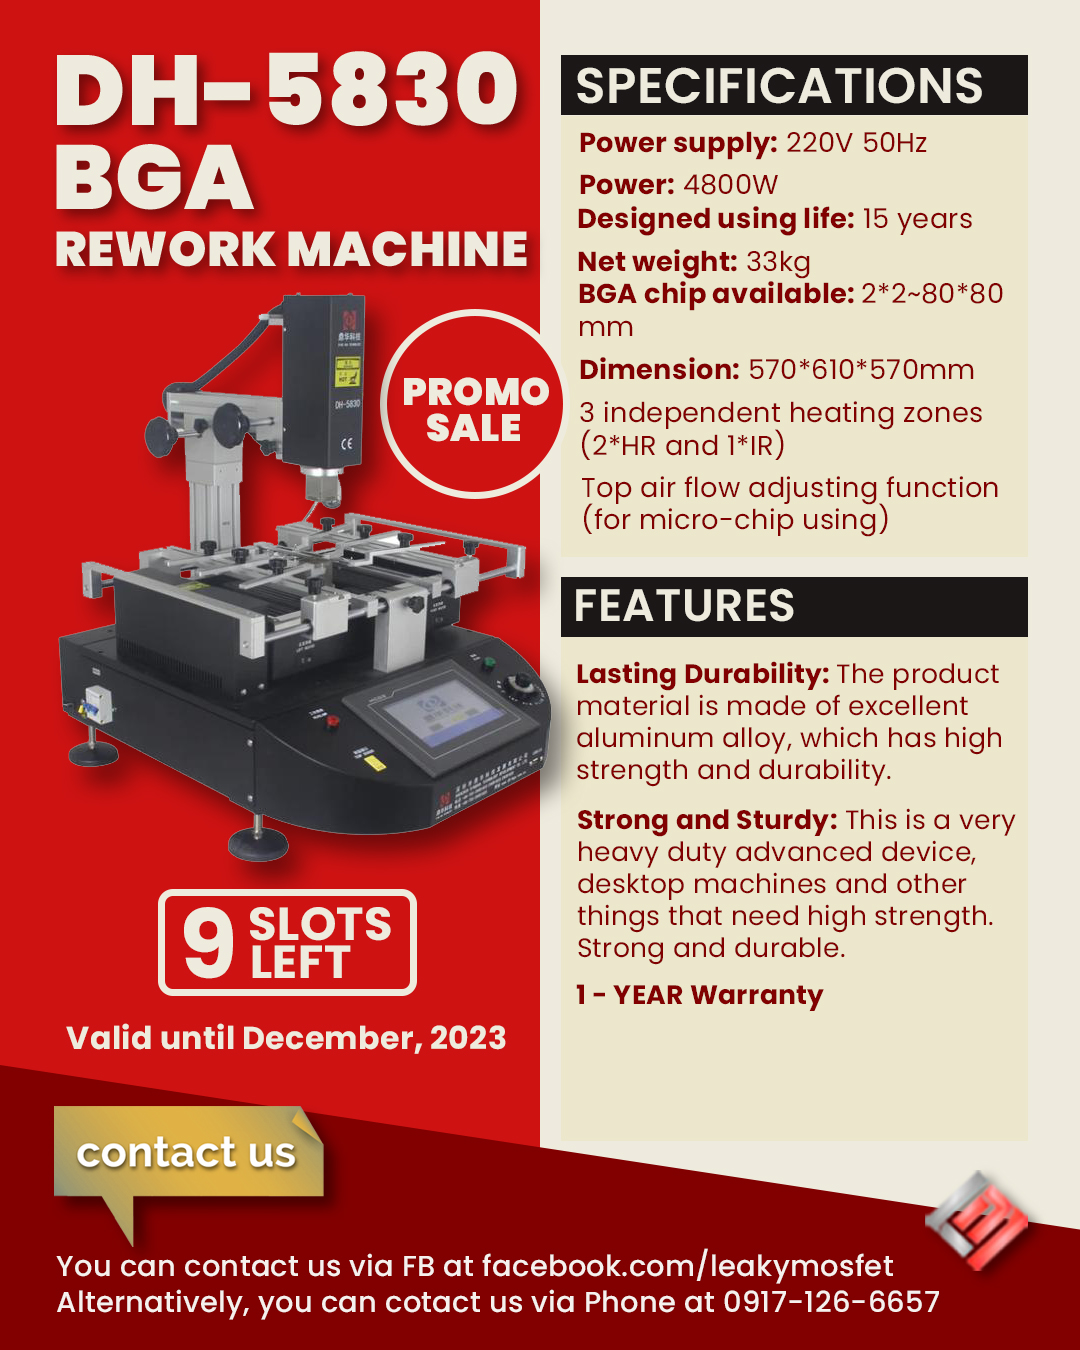 DH-5830
BGA
REWORK MACHINE
DH-5830
CE
PROMO
SALE
9 SLOTS
LEFT
Valid until December, 2023
SPECIFICATIONS
Power supply: 220V 50Hz
Power: 4800W
Designed using life: 15 years
Net weight: 33kg
BGA chip available: 2*2~80*80
mm
Dimension: 570*610*570mm
3 independent heating zones
(2*HR and 1*IR)
Top air flow adjusting function
(for micro-chip using)
FEATURES
Lasting Durability: The product
material is made of excellent
aluminum alloy, which has high
strength and durability.
Strong and Sturdy: This is a very
heavy duty advanced device,
desktop machines and other
things that need high strength.
Strong and durable.
1 - YEAR Warranty
contact us
You can contact us via FB at facebook.com/leakymosfet
Alternatively, you can cotact us via Phone at 0917-126-6657